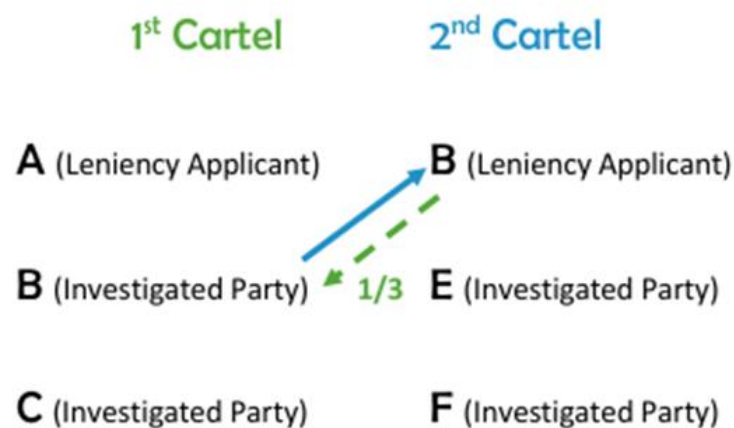 1st Cartel
2nd Cartel
A (Leniency Applicant)
B (Leniency Applicant)
B (Investigated Party)
1/3
E (Investigated Party)
C (Investigated Party)
F (Investigated Party)